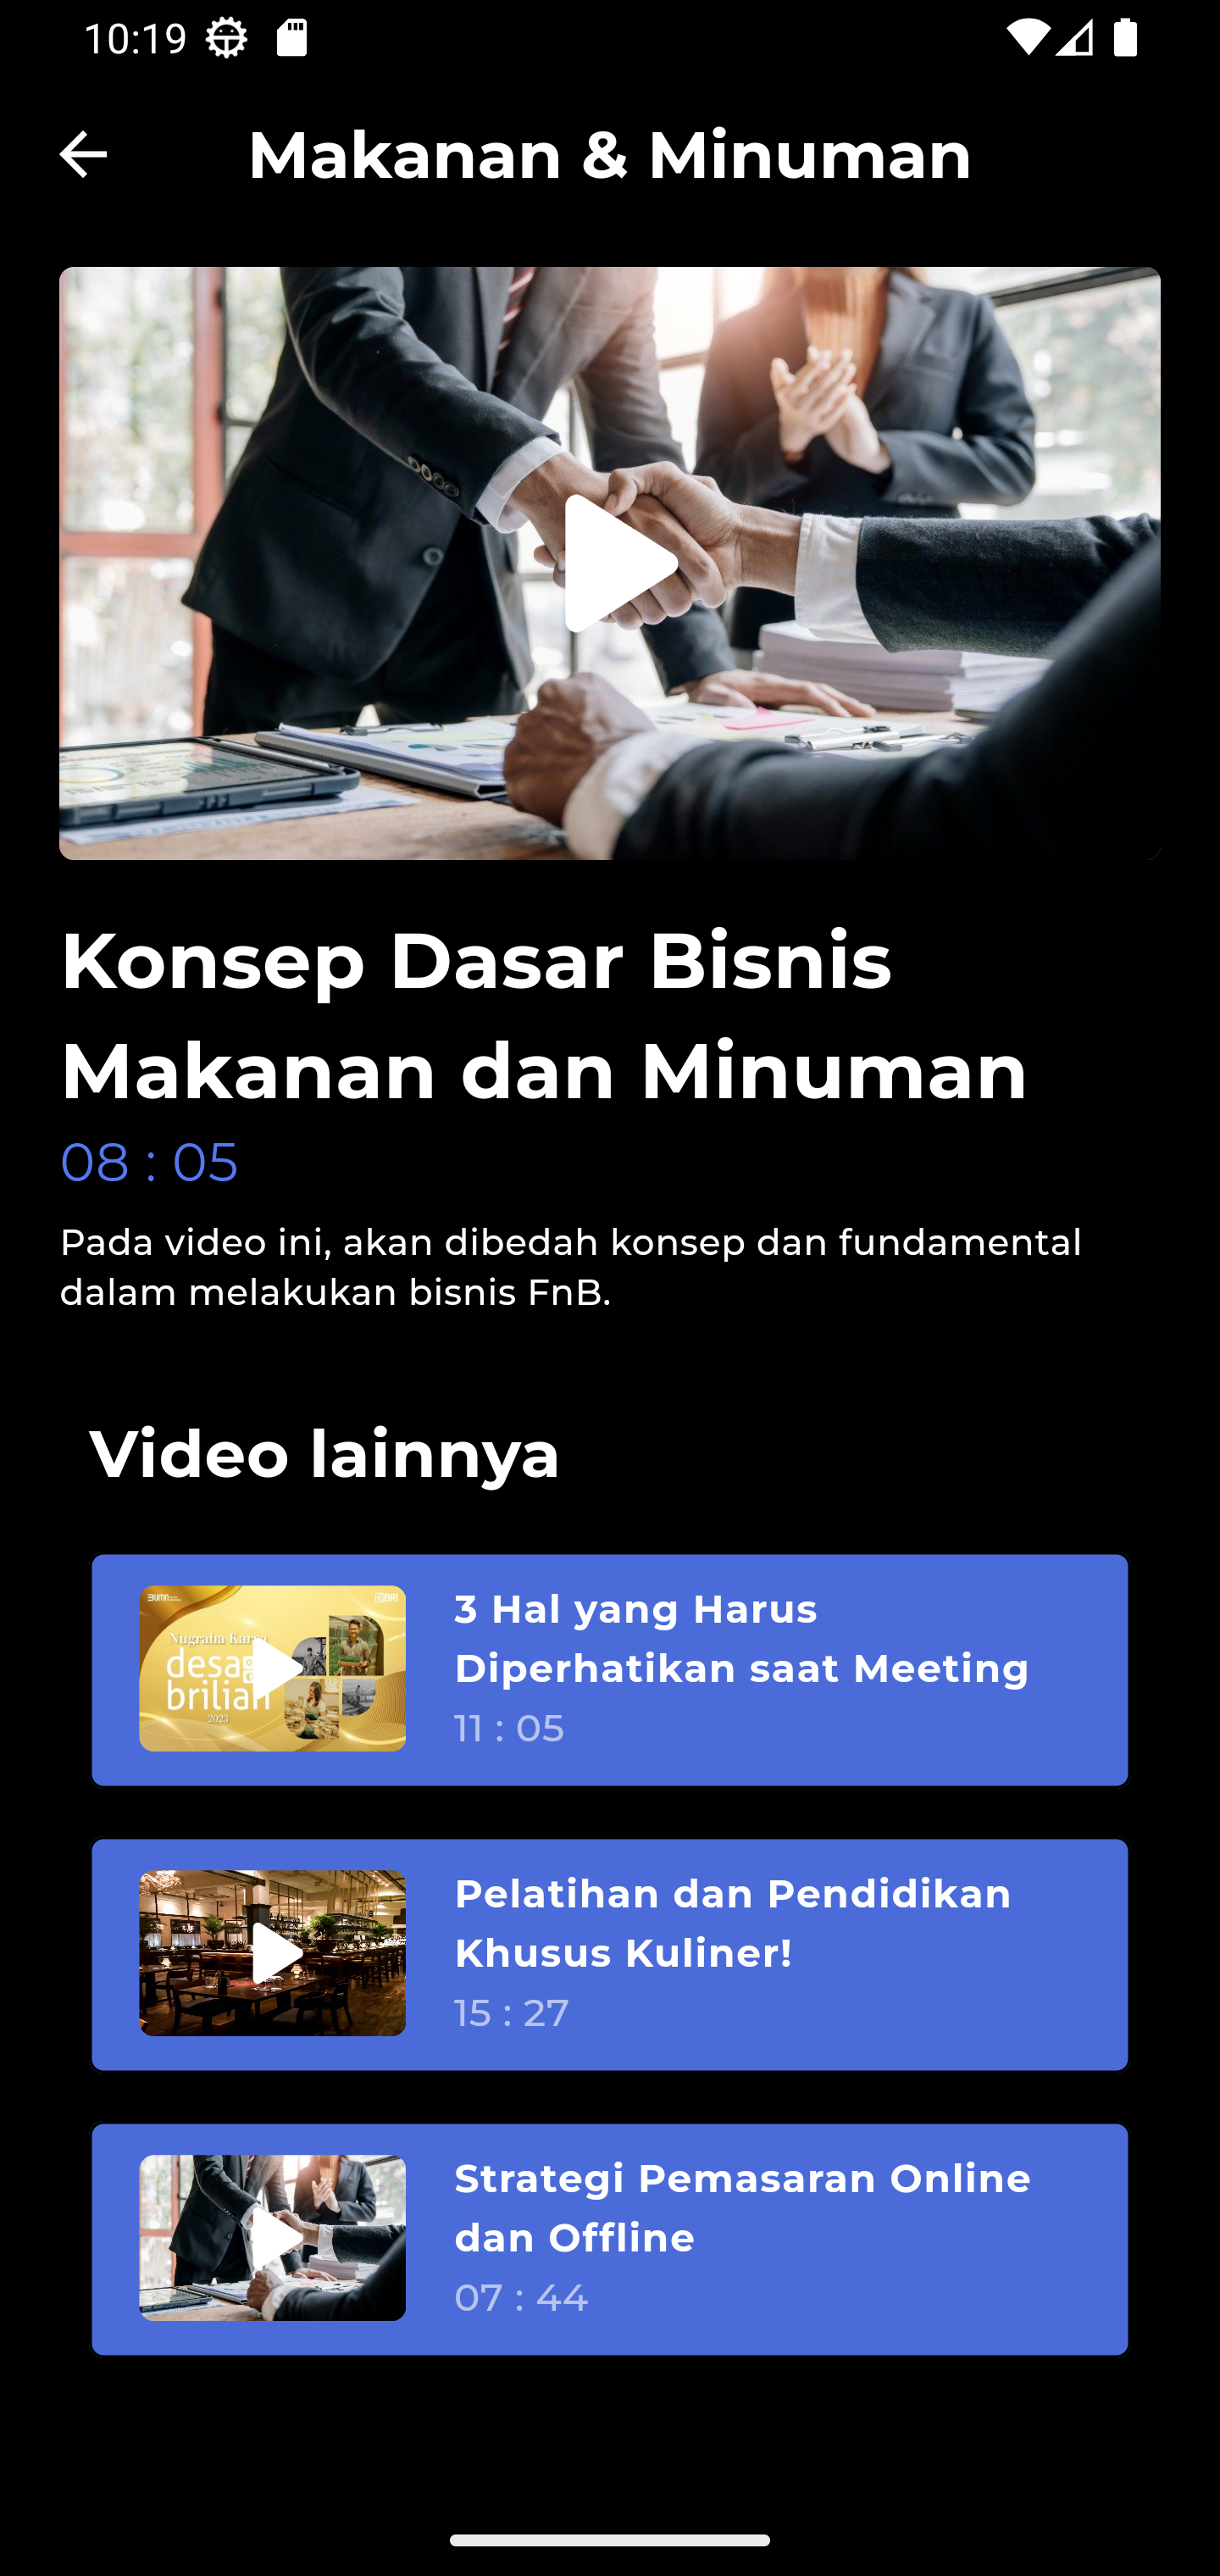 10:19
Makanan & Minuman
Konsep Dasar Bisnis
Makanan dan Minuman
08 : 05
Pada video ini, akan dibedah konsep dan fundamental
dalam melakukan bisnis FnB.
Video lainnya
BUMN
BRI
Nugraha Karya
desa
brilian
2023
3 Hal yang Harus
Diperhatikan saat Meeting
11 : 05
Pelatihan dan Pendidikan
Khusus Kuliner!
15 : 27
Strategi Pemasaran Online
dan Offline
07 : 44